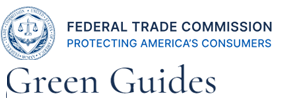 FEDERAL TRADE COMMISSION
PROTECTING AMERICA'S CONSUMERS
Green Guides